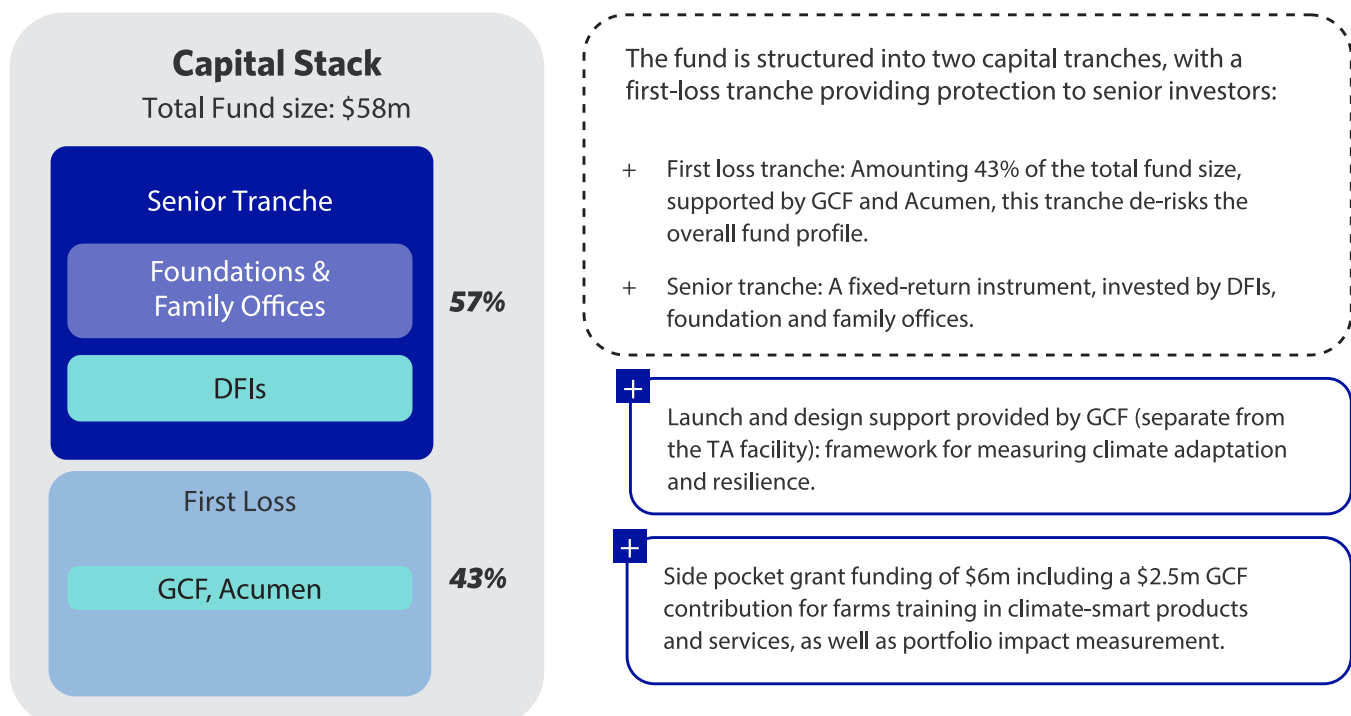 Capital Stack
Total Fund size: $58m
Senior Tranche
Foundations &
Family Offices
DFIs
57%
First Loss
GCF, Acumen
43%
The fund is structured into two capital tranches, with a
first-loss tranche providing protection to senior investors:
+ First loss tranche: Amounting 43% of the total fund size,
supported by GCF and Acumen, this tranche de-risks the
overall fund profile.
+ Senior tranche: A fixed-return instrument, invested by DFIs,
foundation and family offices.
+
Launch and design support provided by GCF (separate from
the TA facility): framework for measuring climate adaptation
and resilience.
+
Side pocket grant funding of $6m including a $2.5m GCF
contribution for farms training in climate-smart products
and services, as well as portfolio impact measurement.